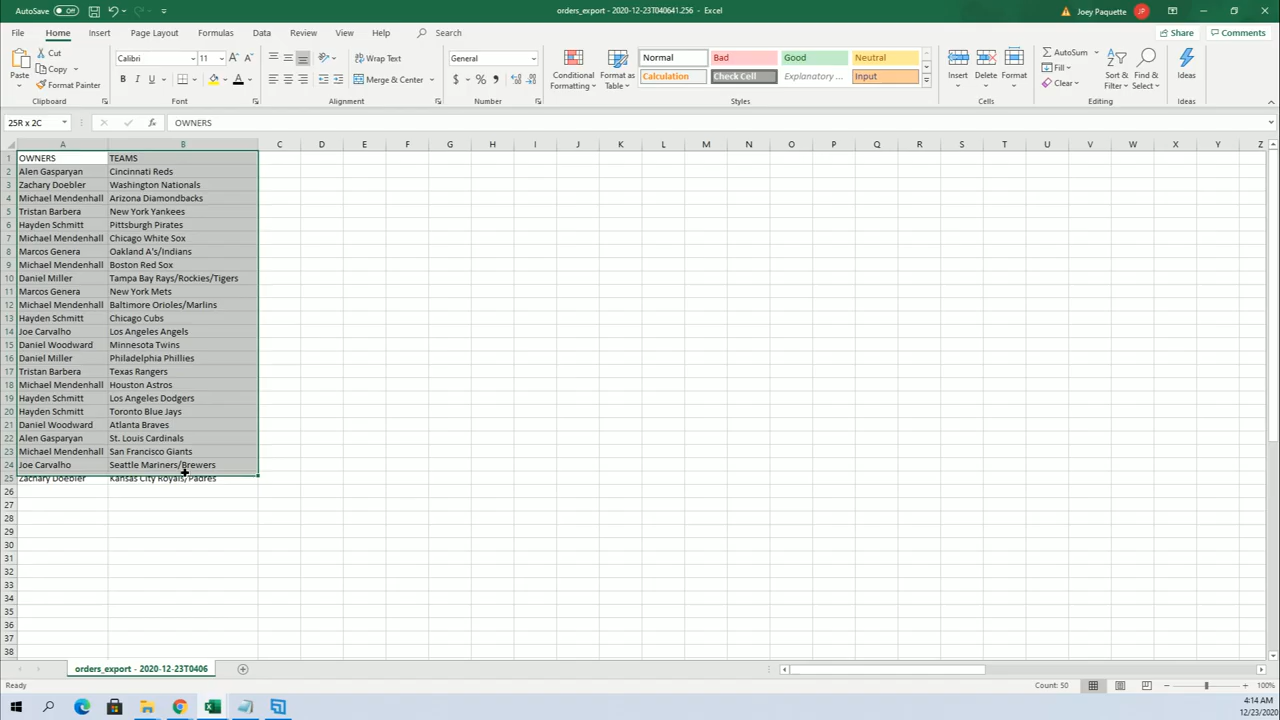 AutoSave Off orders_export - 2020-12-23T040641.256 - Excel Joey Paquette JP
File Home Insert Page Layout Formulas Data Review View Help Search Share Comments
Paste Cut Copy Format Painter Clipboard
Calibri 11 B I U A A A Font
Wrap Text Merge & Center Alignment
General $ % , Number
Conditional Formatting Format as Table
Normal Bad Good Neutral
Calculation Check Cell Explanatory ... Input
Styles
Insert Delete Format Cells
AutoSum Fill Clear Sort & Filter Find & Select Editing
Ideas Ideas
25R x 2C fx OWNERS
A B C D E F G H I J K L M N O P Q R S T U V W X Y Z
1 OWNERS TEAMS
2 Alen Gasparyan Cincinnati Reds
3 Zachary Doebler Washington Nationals
4 Michael Mendenhall Arizona Diamondbacks
5 Tristan Barbera New York Yankees
6 Hayden Schmitt Pittsburgh Pirates
7 Michael Mendenhall Chicago White Sox
8 Marcos Genera Oakland A's/Indians
9 Michael Mendenhall Boston Red Sox
10 Daniel Miller Tampa Bay Rays/Rockies/Tigers
11 Marcos Genera New York Mets
12 Michael Mendenhall Baltimore Orioles/Marlins
13 Hayden Schmitt Chicago Cubs
14 Joe Carvalho Los Angeles Angels
15 Daniel Woodward Minnesota Twins
16 Daniel Miller Philadelphia Phillies
17 Tristan Barbera Texas Rangers
18 Michael Mendenhall Houston Astros
19 Hayden Schmitt Los Angeles Dodgers
20 Hayden Schmitt Toronto Blue Jays
21 Daniel Woodward Atlanta Braves
22 Alen Gasparyan St. Louis Cardinals
23 Michael Mendenhall San Francisco Giants
24 Joe Carvalho Seattle Mariners/Brewers
25 Zachary Doebler Kansas City Royals/Padres
26
27
28
29
30
31
32
33
34
35
36
37
38
orders_export - 2020-12-23T0406
Ready Count: 50 100%
4:14 AM
12/23/2020